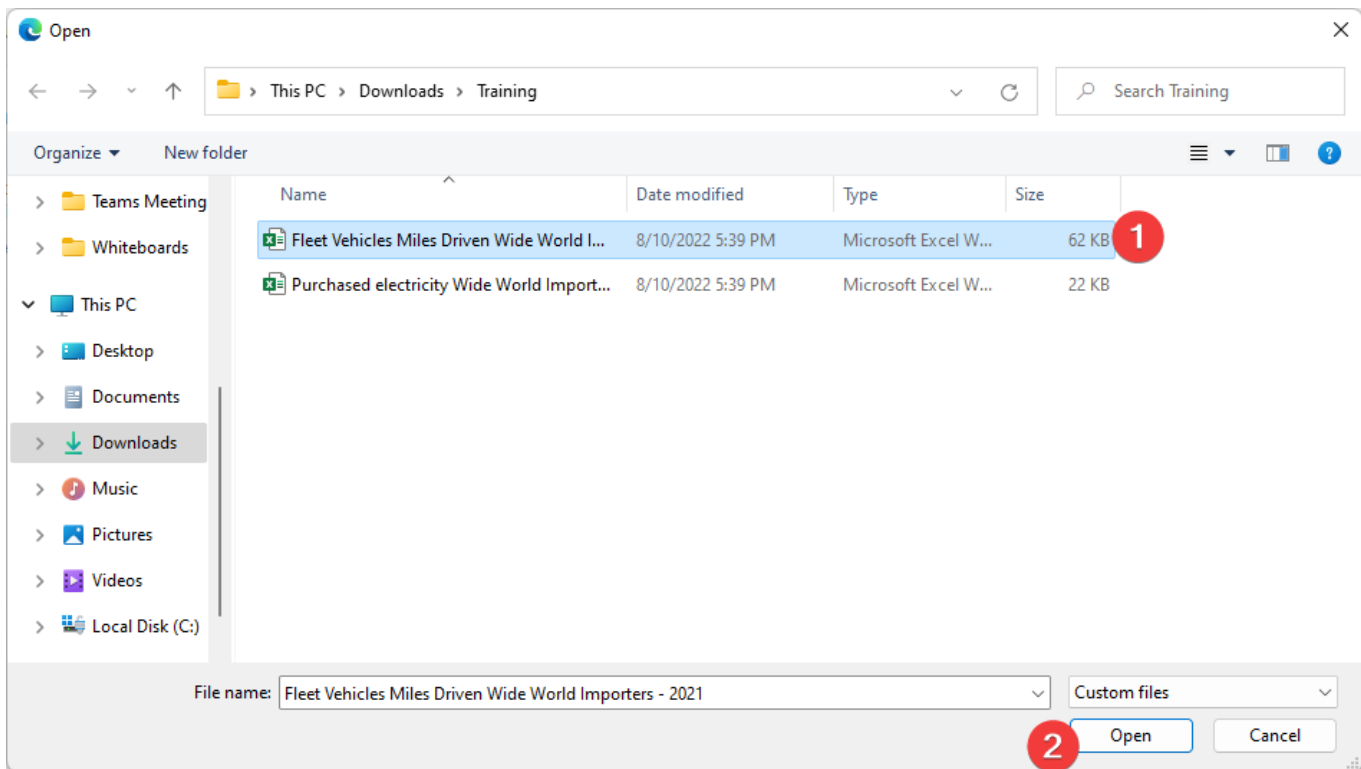 Open
This PC > Downloads > Training
Search Training
Organize
New folder
?
Teams Meeting
Whiteboards
This PC
Desktop
Documents
Downloads
Music
Pictures
Videos
Local Disk (C:)
Name Date modified Type Size
Fleet Vehicles Miles Driven Wide World I... 8/10/2022 5:39 PM Microsoft Excel W... 62 KB 1
Purchased electricity Wide World Import... 8/10/2022 5:39 PM Microsoft Excel W... 22 KB
File name: Fleet Vehicles Miles Driven Wide World Importers - 2021 Custom files
2 Open Cancel